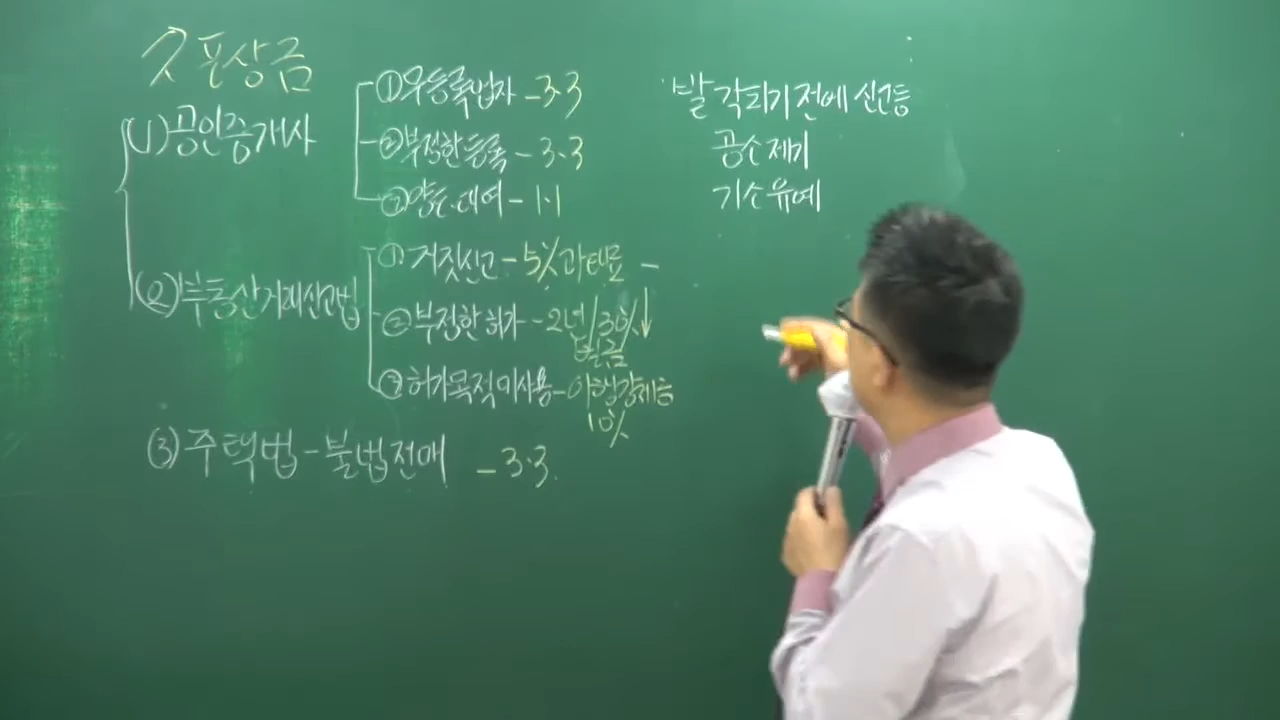 7 포상금
(1) 공인중개사
① 무등록업자 - 3·3
② 부정한 등록 - 3·3
③ 양도·대여 - 1·1
(2) 부동산거래신고법
① 거짓신고 - 5% 과태료 -
② 부정한 허가 - 2년/30%↓
벌금
③ 허가목적 미사용 - 이행강제금
10%
(3) 주택법 - 불법전매 - 3·3.
발각되기 전에 신고등
공소제기
기소유예